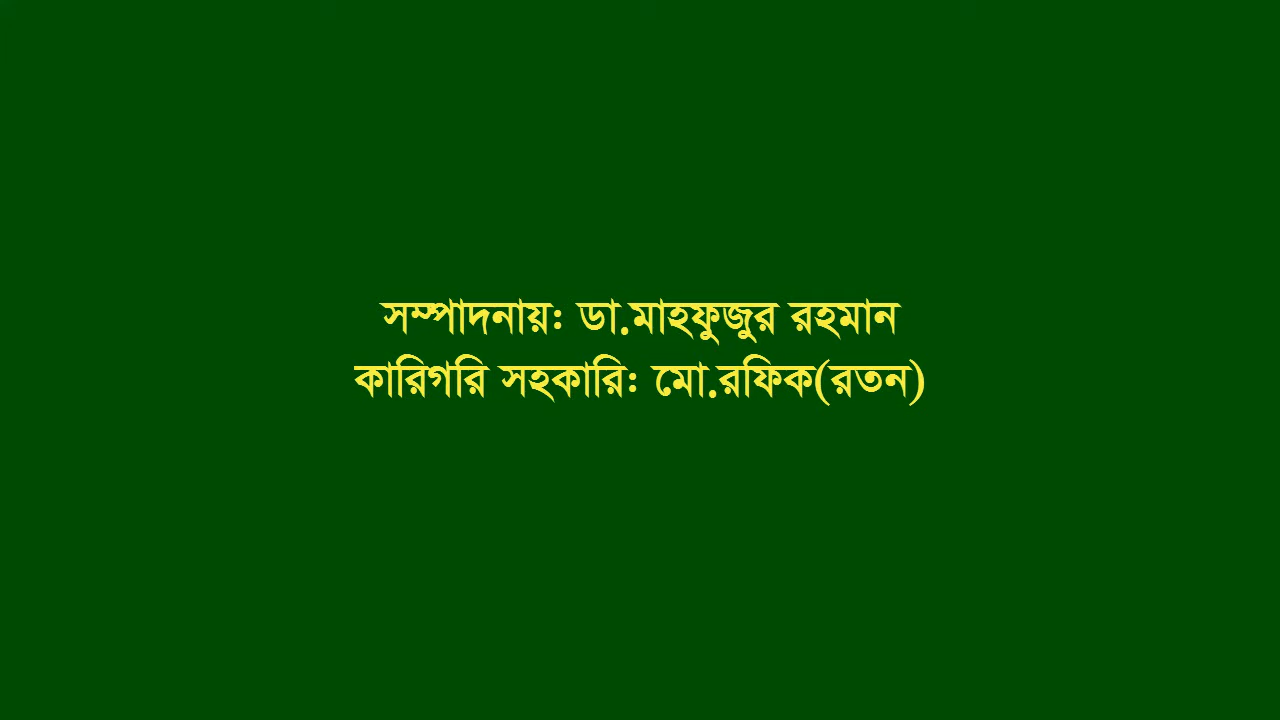 সম্পাদনায়: ডা.মাহফুজুর রহমান
কারিগরি সহকারি: মো.রফিক(রতন)